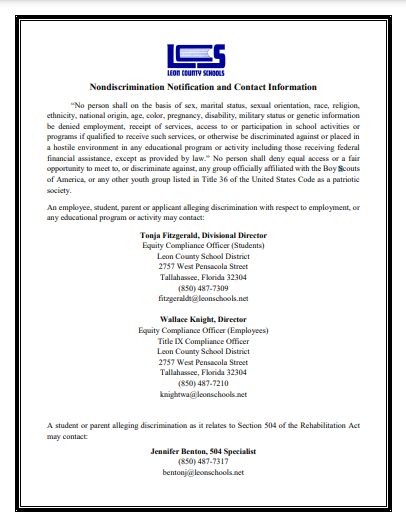 LCS
LEON COUNTY SCHOOLS
Nondiscrimination Notification and Contact Information
“No person shall on the basis of sex, marital status, sexual orientation, race, religion,
ethnicity, national origin, age, color, pregnancy, disability, military status or genetic information
be denied employment, receipt of services, access to or participation in school activities or
programs if qualified to receive such services, or otherwise be discriminated against or placed in
a hostile environment in any educational program or activity including those receiving federal
financial assistance, except as provided by law.” No person shall deny equal access or a fair
opportunity to meet to, or discriminate against, any group officially affiliated with the Boy Scouts
of America, or any other youth group listed in Title 36 of the United States Code as a patriotic
society.
An employee, student, parent or applicant alleging discrimination with respect to employment, or
any educational program or activity may contact:
Tonja Fitzgerald, Divisional Director
Equity Compliance Officer (Students)
Leon County School District
2757 West Pensacola Street
Tallahassee, Florida 32304
(850) 487-7309
fitzgeraldt@leonschools.net
Wallace Knight, Director
Equity Compliance Officer (Employees)
Title IX Compliance Officer
Leon County School District
2757 West Pensacola Street
Tallahassee, Florida 32304
(850) 487-7210
knightwa@leonschools.net
A student or parent alleging discrimination as it relates to Section 504 of the Rehabilitation Act
may contact:
Jennifer Benton, 504 Specialist
(850) 487-7317
bentonj@leonschools.net